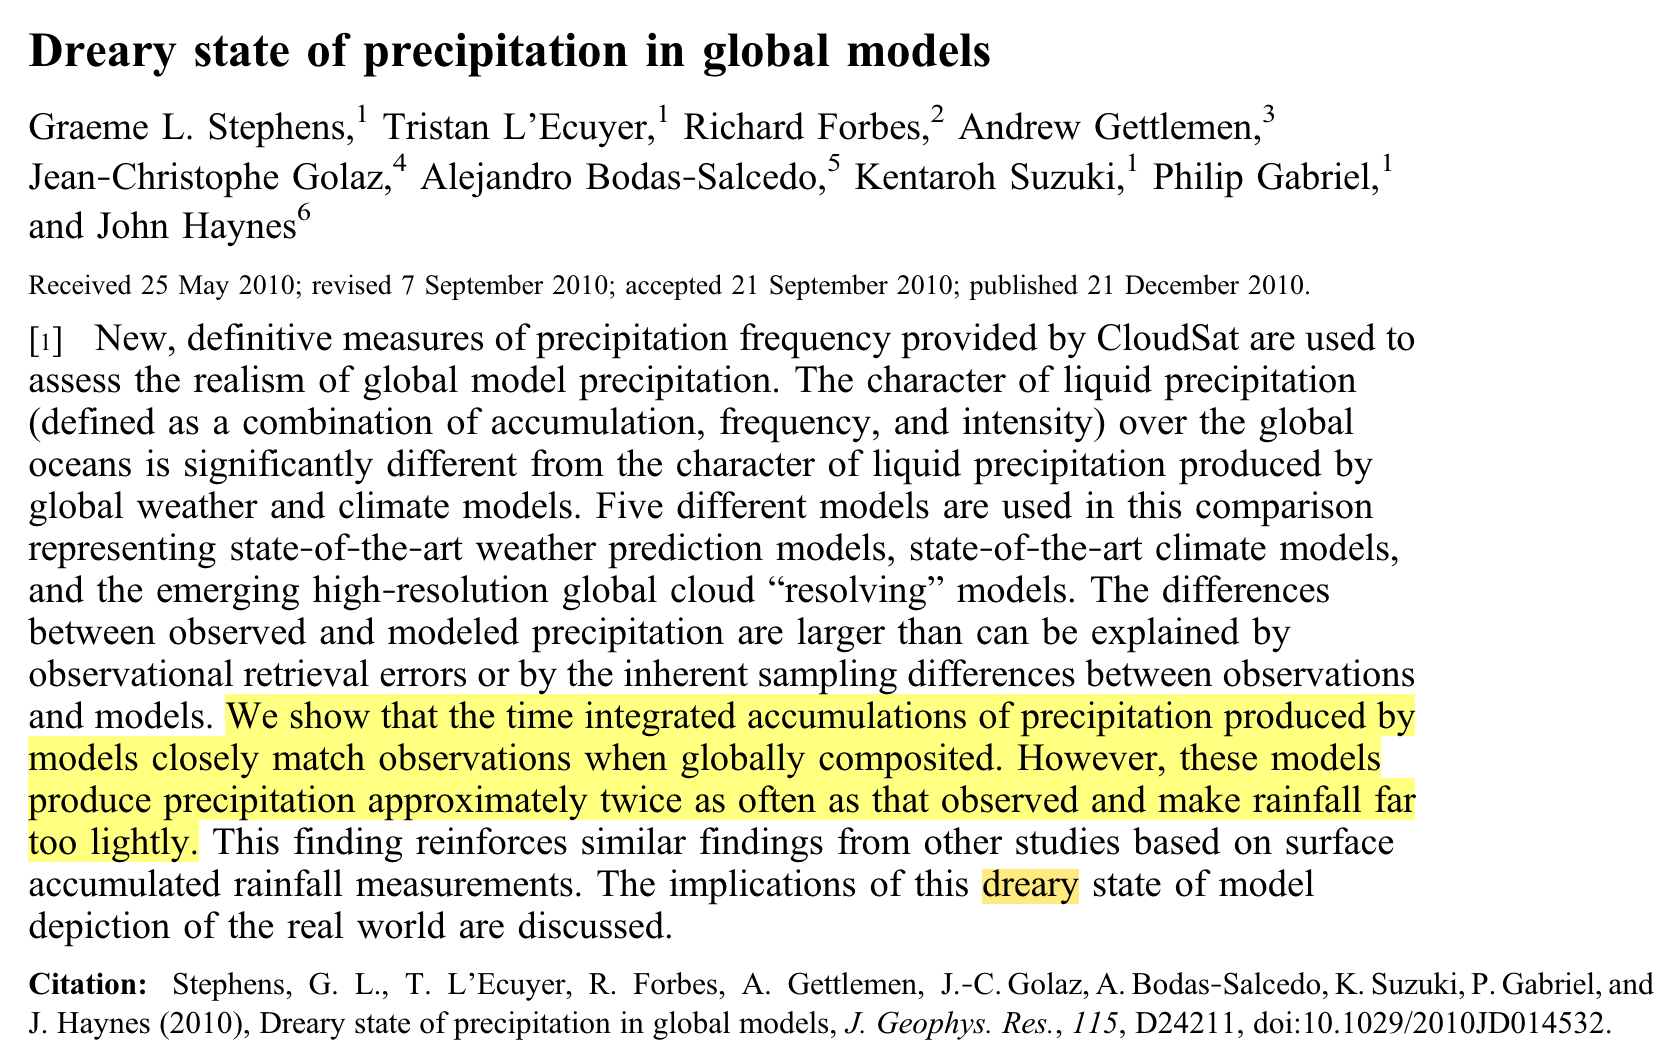 Dreary state of precipitation in global models
Graeme L. Stephens,1 Tristan L’Ecuyer,1 Richard Forbes,2 Andrew Gettlemen,3
Jean-Christophe Golaz,4 Alejandro Bodas-Salcedo,5 Kentaroh Suzuki,1 Philip Gabriel,1
and John Haynes6
Received 25 May 2010; revised 7 September 2010; accepted 21 September 2010; published 21 December 2010.
[1] New, definitive measures of precipitation frequency provided by CloudSat are used to
assess the realism of global model precipitation. The character of liquid precipitation
(defined as a combination of accumulation, frequency, and intensity) over the global
oceans is significantly different from the character of liquid precipitation produced by
global weather and climate models. Five different models are used in this comparison
representing state-of-the-art weather prediction models, state-of-the-art climate models,
and the emerging high-resolution global cloud “resolving” models. The differences
between observed and modeled precipitation are larger than can be explained by
observational retrieval errors or by the inherent sampling differences between observations
and models. We show that the time integrated accumulations of precipitation produced by
models closely match observations when globally composited. However, these models
produce precipitation approximately twice as often as that observed and make rainfall far
too lightly. This finding reinforces similar findings from other studies based on surface
accumulated rainfall measurements. The implications of this dreary state of model
depiction of the real world are discussed.
Citation: Stephens, G. L., T. L’Ecuyer, R. Forbes, A. Gettlemen, J.-C. Golaz, A. Bodas-Salcedo, K. Suzuki, P. Gabriel, and
J. Haynes (2010), Dreary state of precipitation in global models, J. Geophys. Res., 115, D24211, doi:10.1029/2010JD014532.